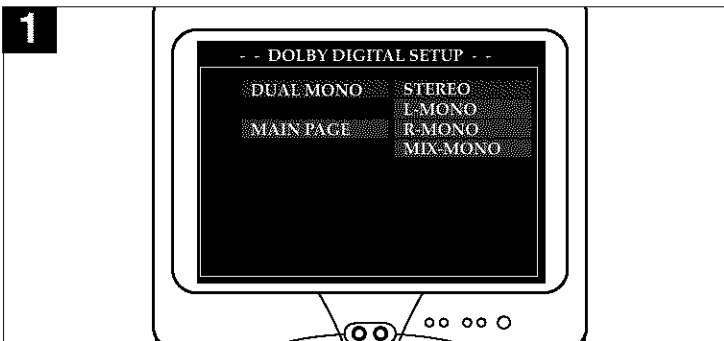 1
- - DOLBY DIGITAL SETUP - -
DUAL MONO STEREO
L-MONO
MAIN PAGE R-MONO
MIX-MONO